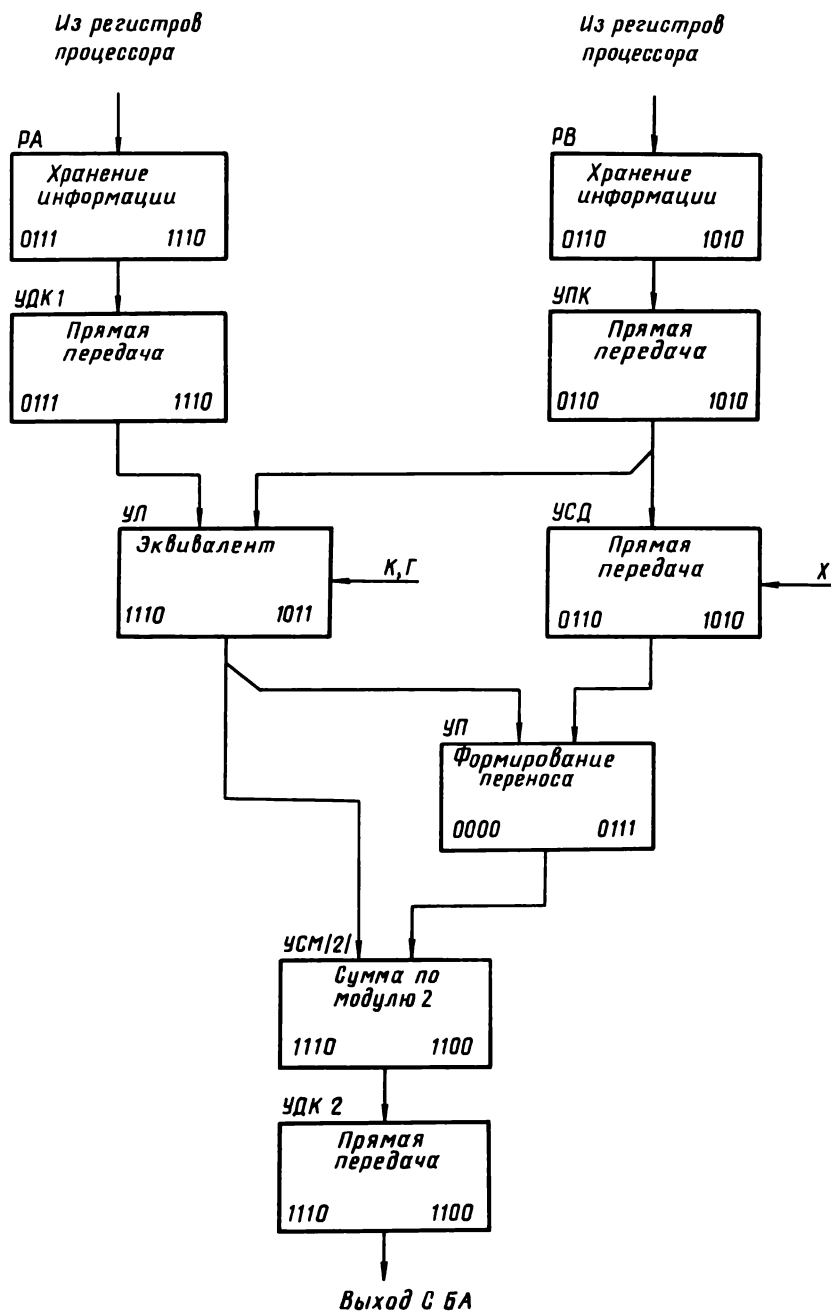 Из регистров
процессора
Из регистров
процессора
РА
Хранение
информации
0111 1110
РВ
Хранение
информации
0110 1010
УДК 1
Прямая
передача
0111 1110
УПК
Прямая
передача
0110 1010
УЛ
Эквивалент
1110 1011
К, Г
УСД
Прямая
передача
0110 1010
Х
УП
Формирование
переноса
0000 0111
УСМ|2|
Сумма по
модулю 2
1110 1100
УДК 2
Прямая
передача
1110 1100
Выход С БА